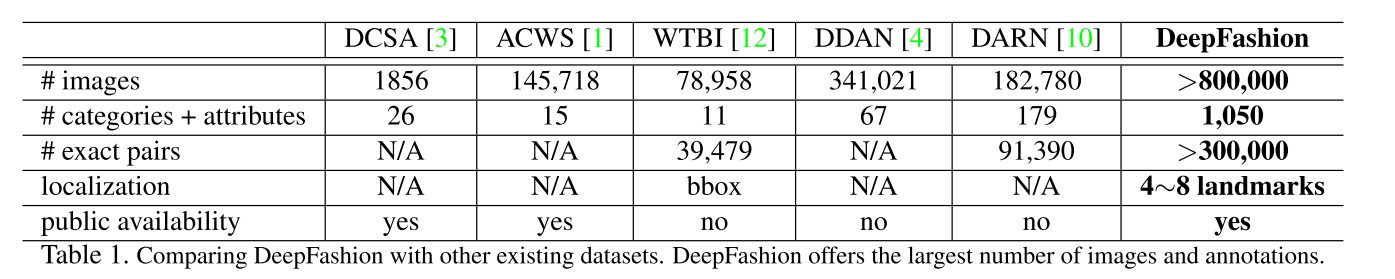 DCSA [3] ACWS [1] WTBI [12] DDAN [4] DARN [10] DeepFashion
# images 1856 145,718 78,958 341,021 182,780 >800,000
# categories + attributes 26 15 11 67 179 1,050
# exact pairs N/A N/A 39,479 N/A 91,390 >300,000
localization N/A N/A bbox N/A N/A 4∼8 landmarks
public availability yes yes no no no yes
Table 1. Comparing DeepFashion with other existing datasets. DeepFashion offers the largest number of images and annotations.